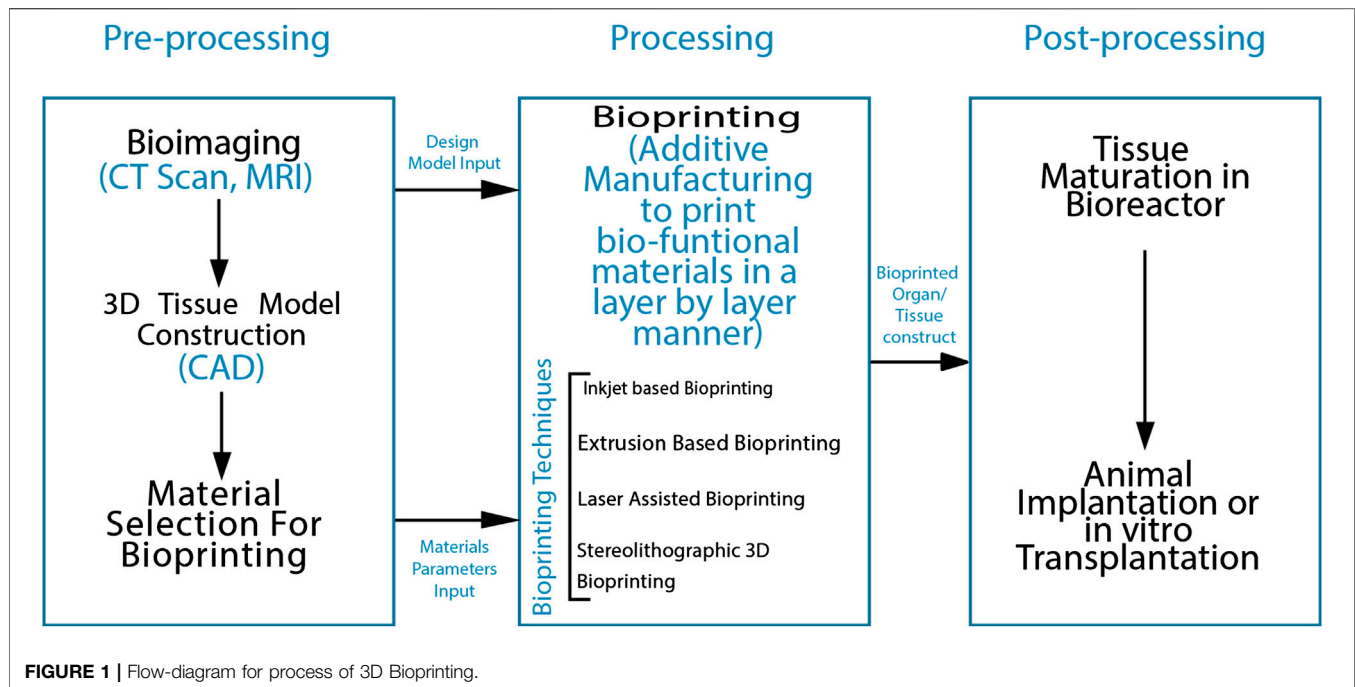 Pre-processing
Processing
Post-processing
Bioimaging
(CT Scan, MRI)
3D Tissue Model
Construction
(CAD)
Material
Selection For
Bioprinting
Design
Model Input
Materials
Parameters
Input
Bioprinting
(Additive
Manufacturing
to print
bio-funtional
materials in a
layer by layer
manner)
Bioprinting Techniques
Inkjet based Bioprinting
Extrusion Based Bioprinting
Laser Assisted Bioprinting
Stereolithographic 3D
Bioprinting
Bioprinted
Organ/
Tissue
construct
Tissue
Maturation in
Bioreactor
Animal
Implantation or
in vitro
Transplantation
FIGURE 1 | Flow-diagram for process of 3D Bioprinting.